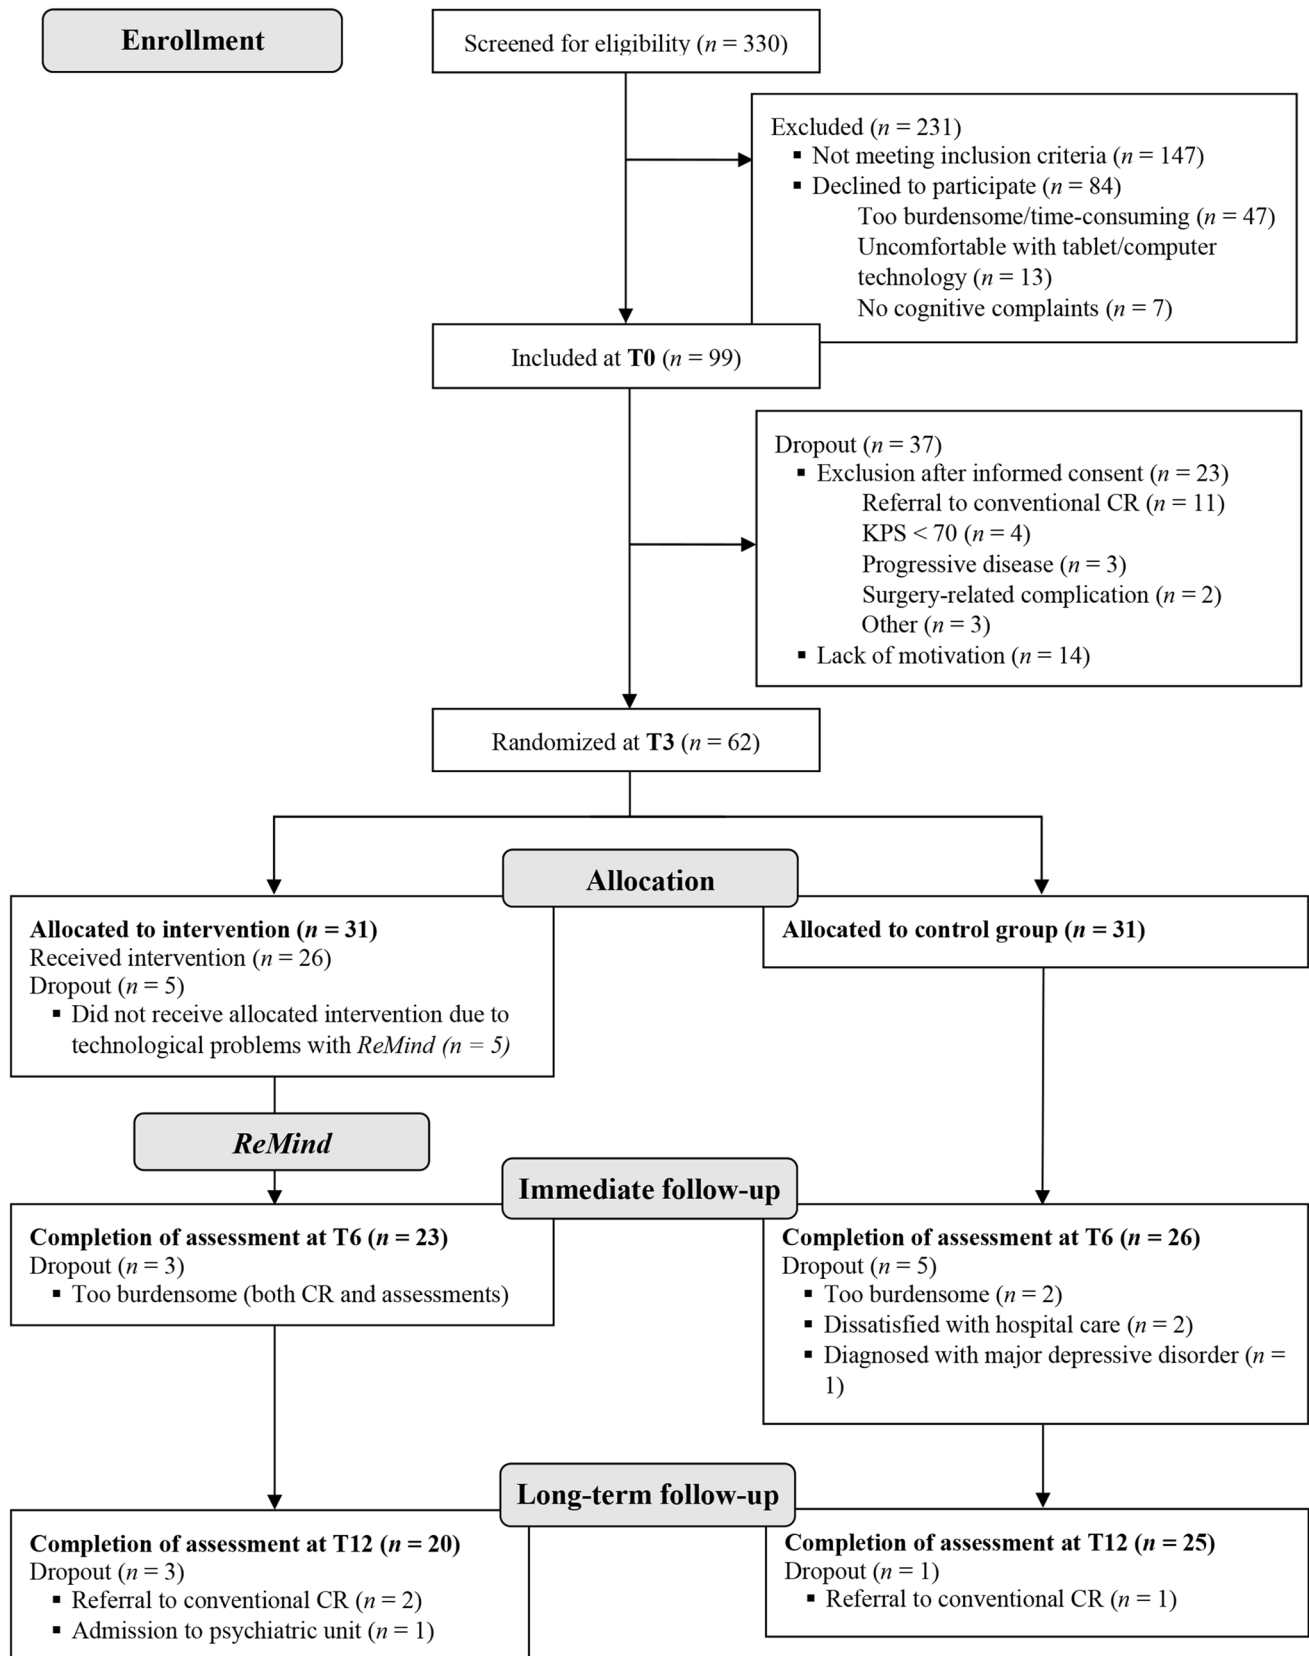 Enrollment
Screened for eligibility (n = 330)
Excluded (n = 231)
▪ Not meeting inclusion criteria (n = 147)
▪ Declined to participate (n = 84)
Too burdensome/time-consuming (n = 47)
Uncomfortable with tablet/computer
technology (n = 13)
No cognitive complaints (n = 7)
Included at T0 (n = 99)
Dropout (n = 37)
▪ Exclusion after informed consent (n = 23)
Referral to conventional CR (n = 11)
KPS < 70 (n = 4)
Progressive disease (n = 3)
Surgery-related complication (n = 2)
Other (n = 3)
▪ Lack of motivation (n = 14)
Randomized at T3 (n = 62)
Allocation
Allocated to intervention (n = 31)
Received intervention (n = 26)
Dropout (n = 5)
▪ Did not receive allocated intervention due to
technological problems with ReMind (n = 5)
Allocated to control group (n = 31)
ReMind
Immediate follow-up
Completion of assessment at T6 (n = 23)
Dropout (n = 3)
▪ Too burdensome (both CR and assessments)
Completion of assessment at T6 (n = 26)
Dropout (n = 5)
▪ Too burdensome (n = 2)
▪ Dissatisfied with hospital care (n = 2)
▪ Diagnosed with major depressive disorder (n =
1)
Long-term follow-up
Completion of assessment at T12 (n = 20)
Dropout (n = 3)
▪ Referral to conventional CR (n = 2)
▪ Admission to psychiatric unit (n = 1)
Completion of assessment at T12 (n = 25)
Dropout (n = 1)
▪ Referral to conventional CR (n = 1)